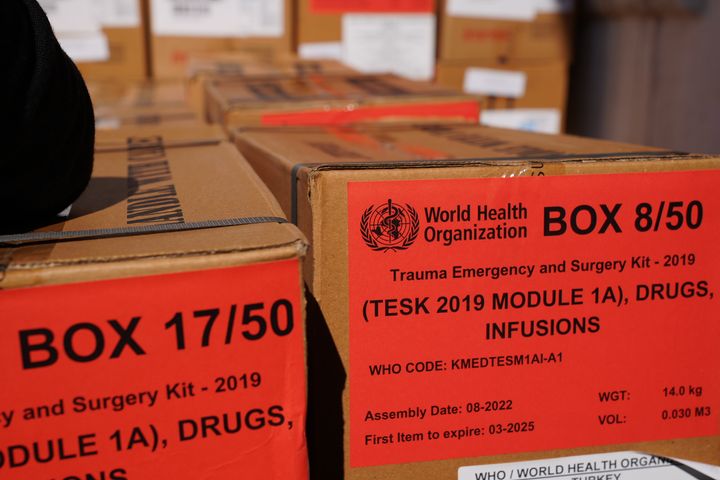 BOX 17/50
y and Surgery Kit - 2019
ODULE 1A), DRUGS,
World Health
Organization
BOX 8/50
Trauma Emergency and Surgery Kit - 2019
(TESK 2019 MODULE 1A), DRUGS,
INFUSIONS
WHO CODE: KMEDTESM1AI-A1
Assembly Date: 08-2022
WGT: 14.0 kg
First Item to expire: 03-2025
VOL: 0.030 M3
WHO / WORLD HEALTH
TURKEY